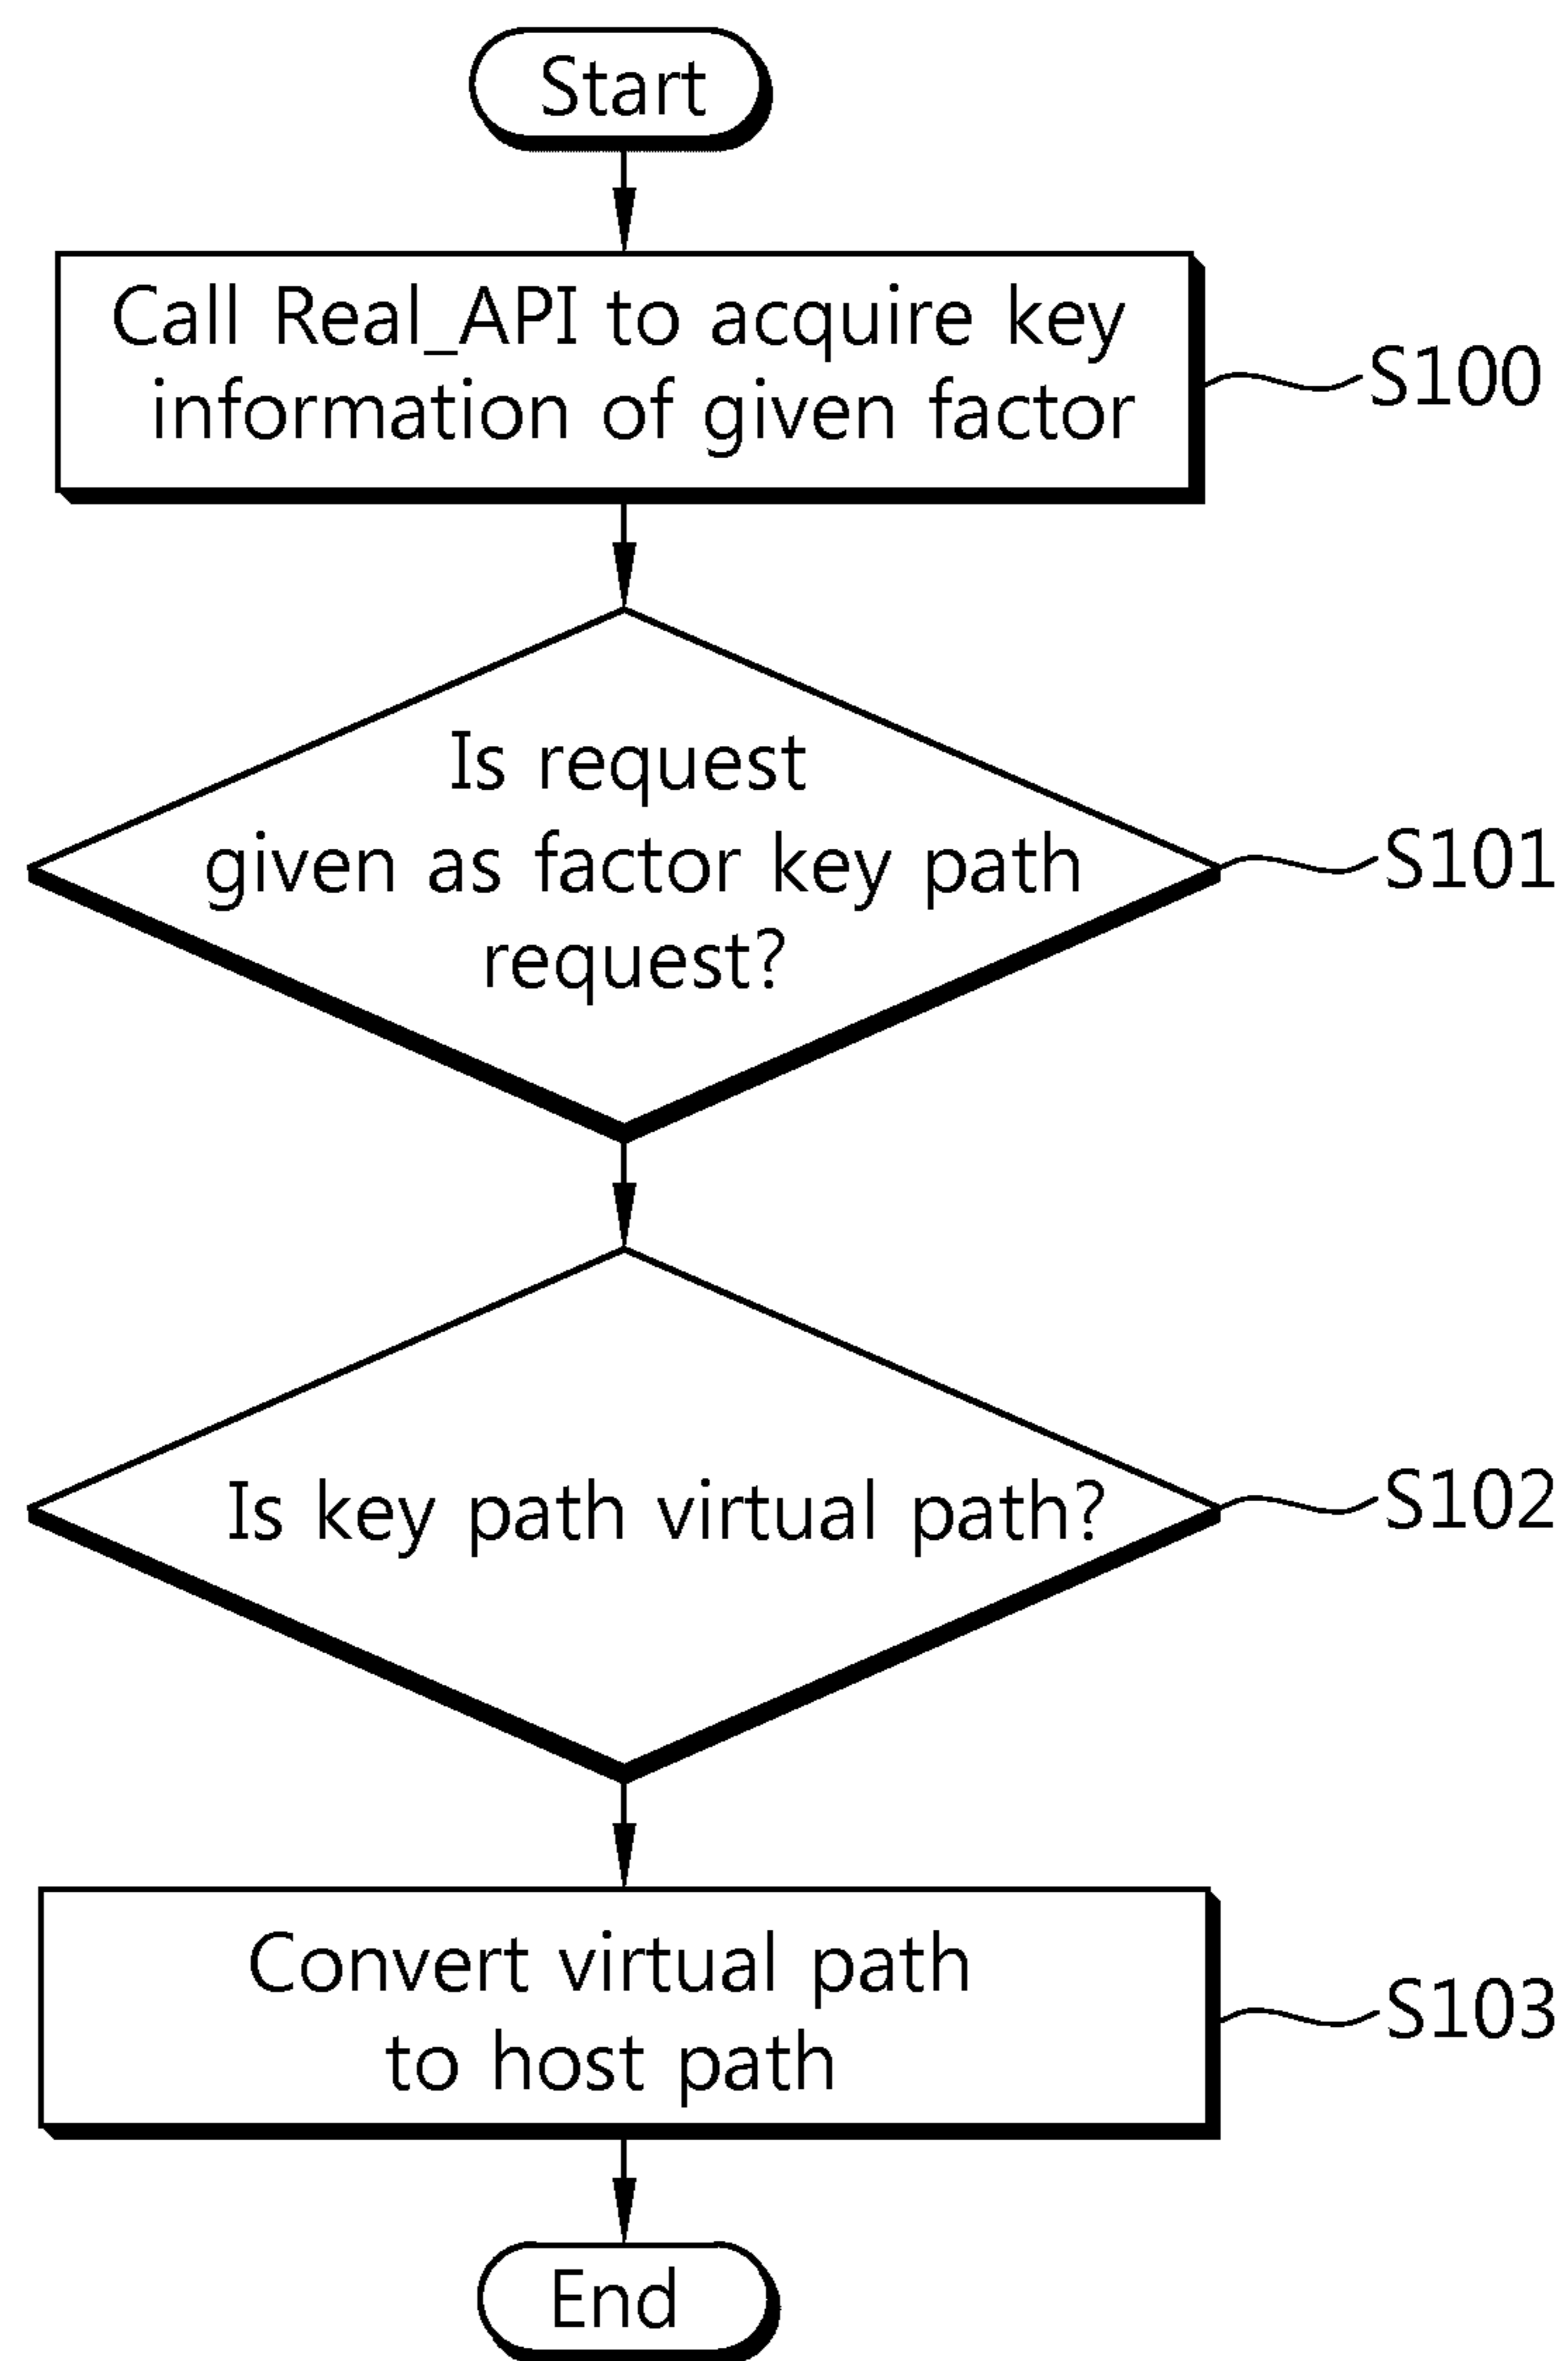 Start
Call Real_API to acquire key
information of given factor
S100
Is request
given as factor key path
request?
S101
Is key path virtual path?
S102
Convert virtual path
to host path
S103
End